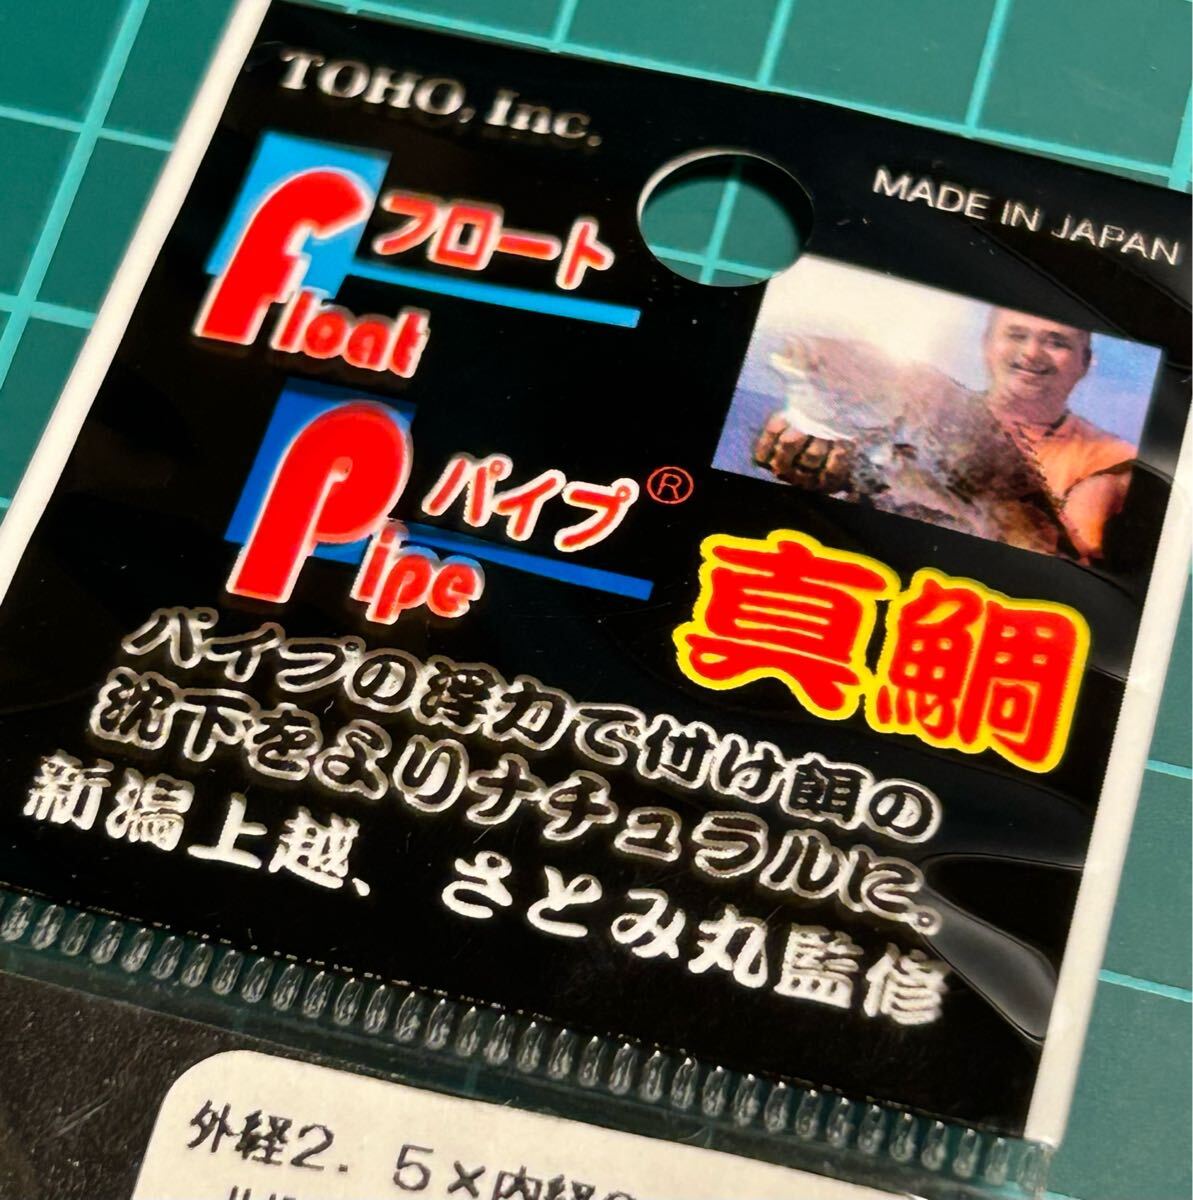 TOHO, Inc.
MADE IN JAPAN
フロート
Float
パイプ®
Pipe
真鯛
パイプの浮力で付け餌の
沈下をよりナチュラルに。
新潟上越、さとみ丸監修
外経2.5×内経